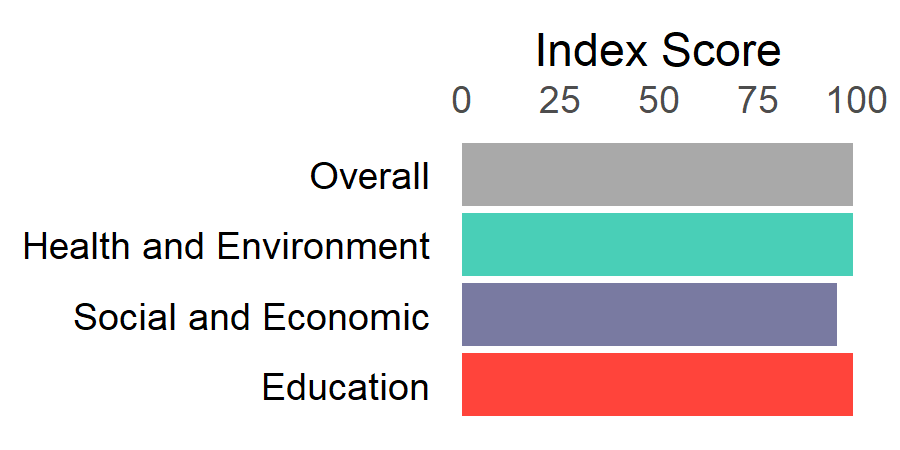 Index Score
0 25 50 75 100
Overall
Health and Environment
Social and Economic
Education